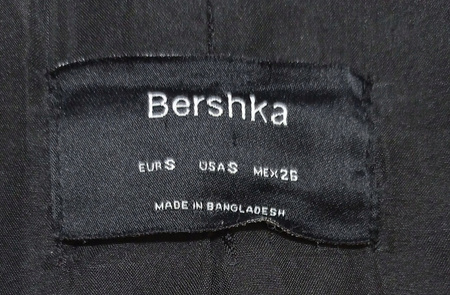 Bershka
EUR S USA S MEX 26
MADE IN BANGLADESH